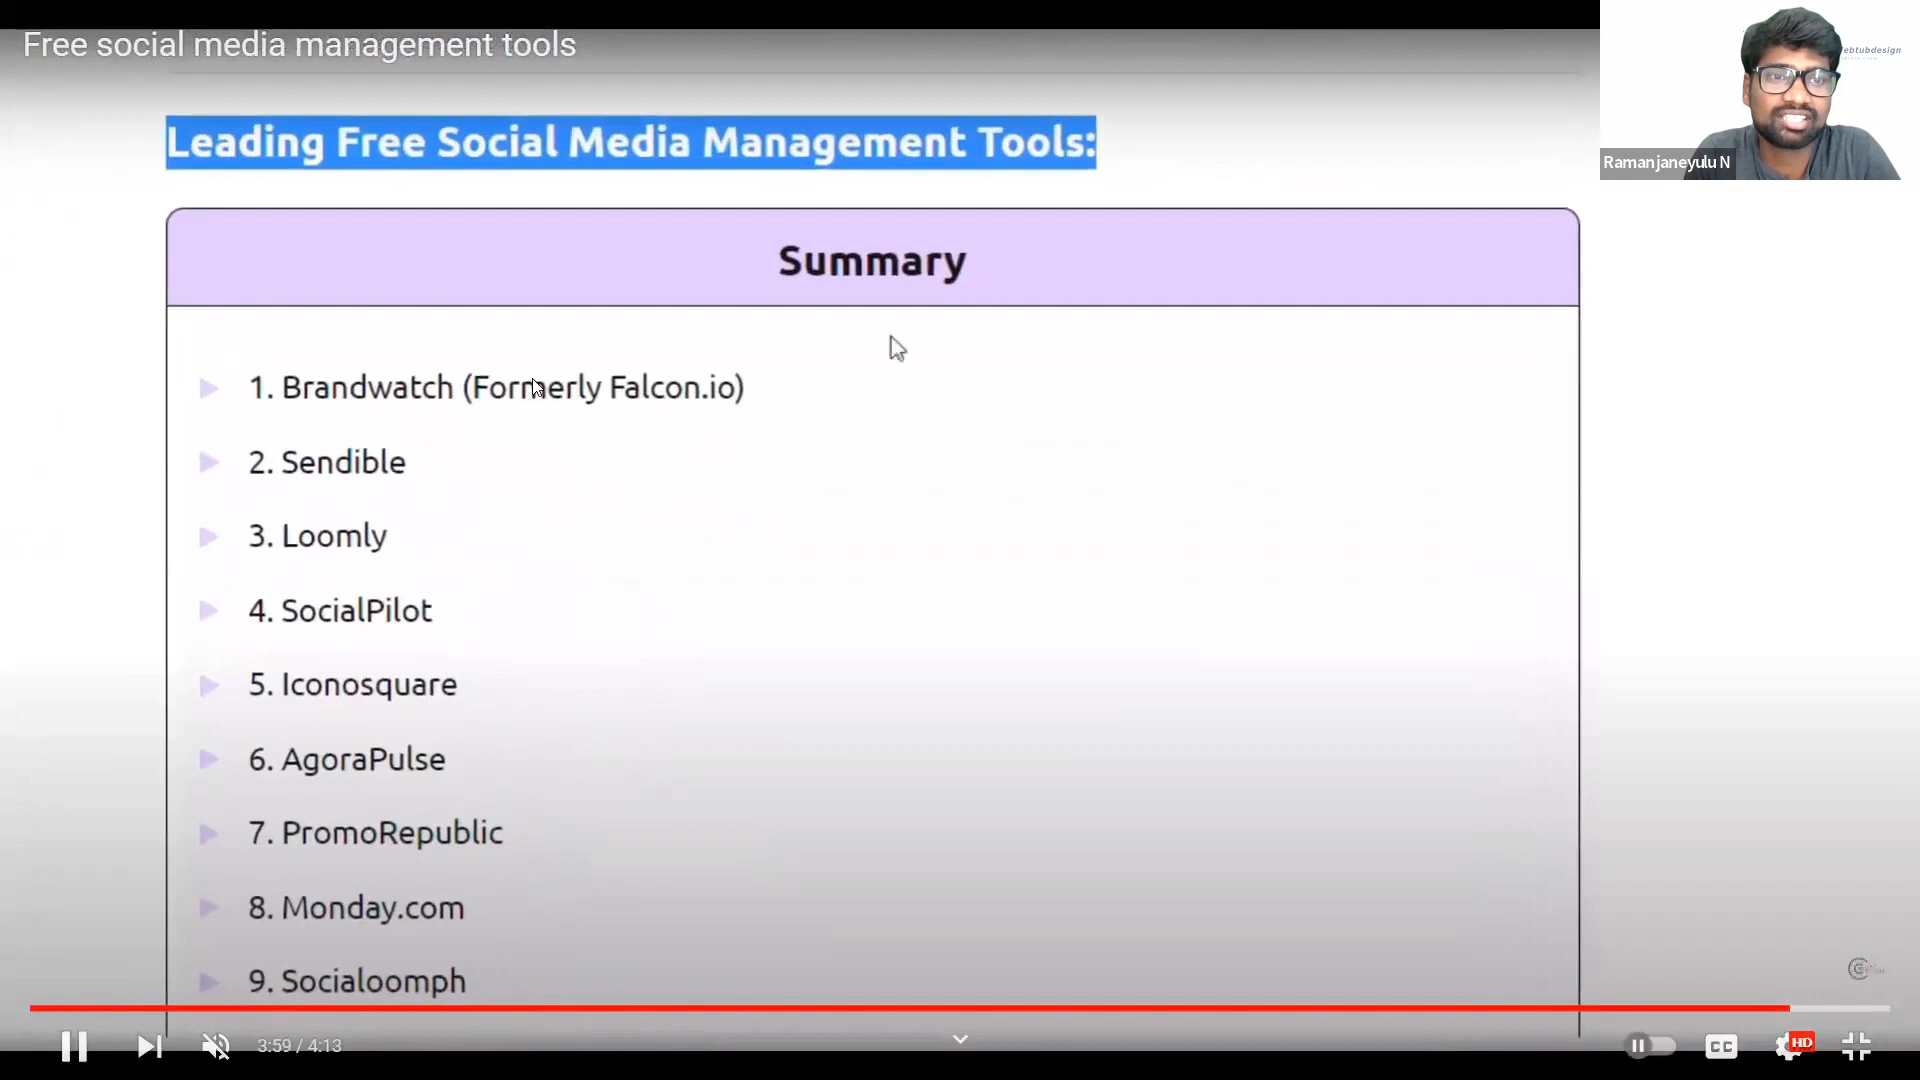 Free social media management tools
Leading Free Social Media Management Tools:
Summary
1. Brandwatch (Formerly Falcon.io)
2. Sendible
3. Loomly
4. SocialPilot
5. Iconosquare
6. AgoraPulse
7. PromoRepublic
8. Monday.com
9. Socialoomph
3:59 / 4:13
CC
HD
ebtubdesign
Ramanjaneyulu N